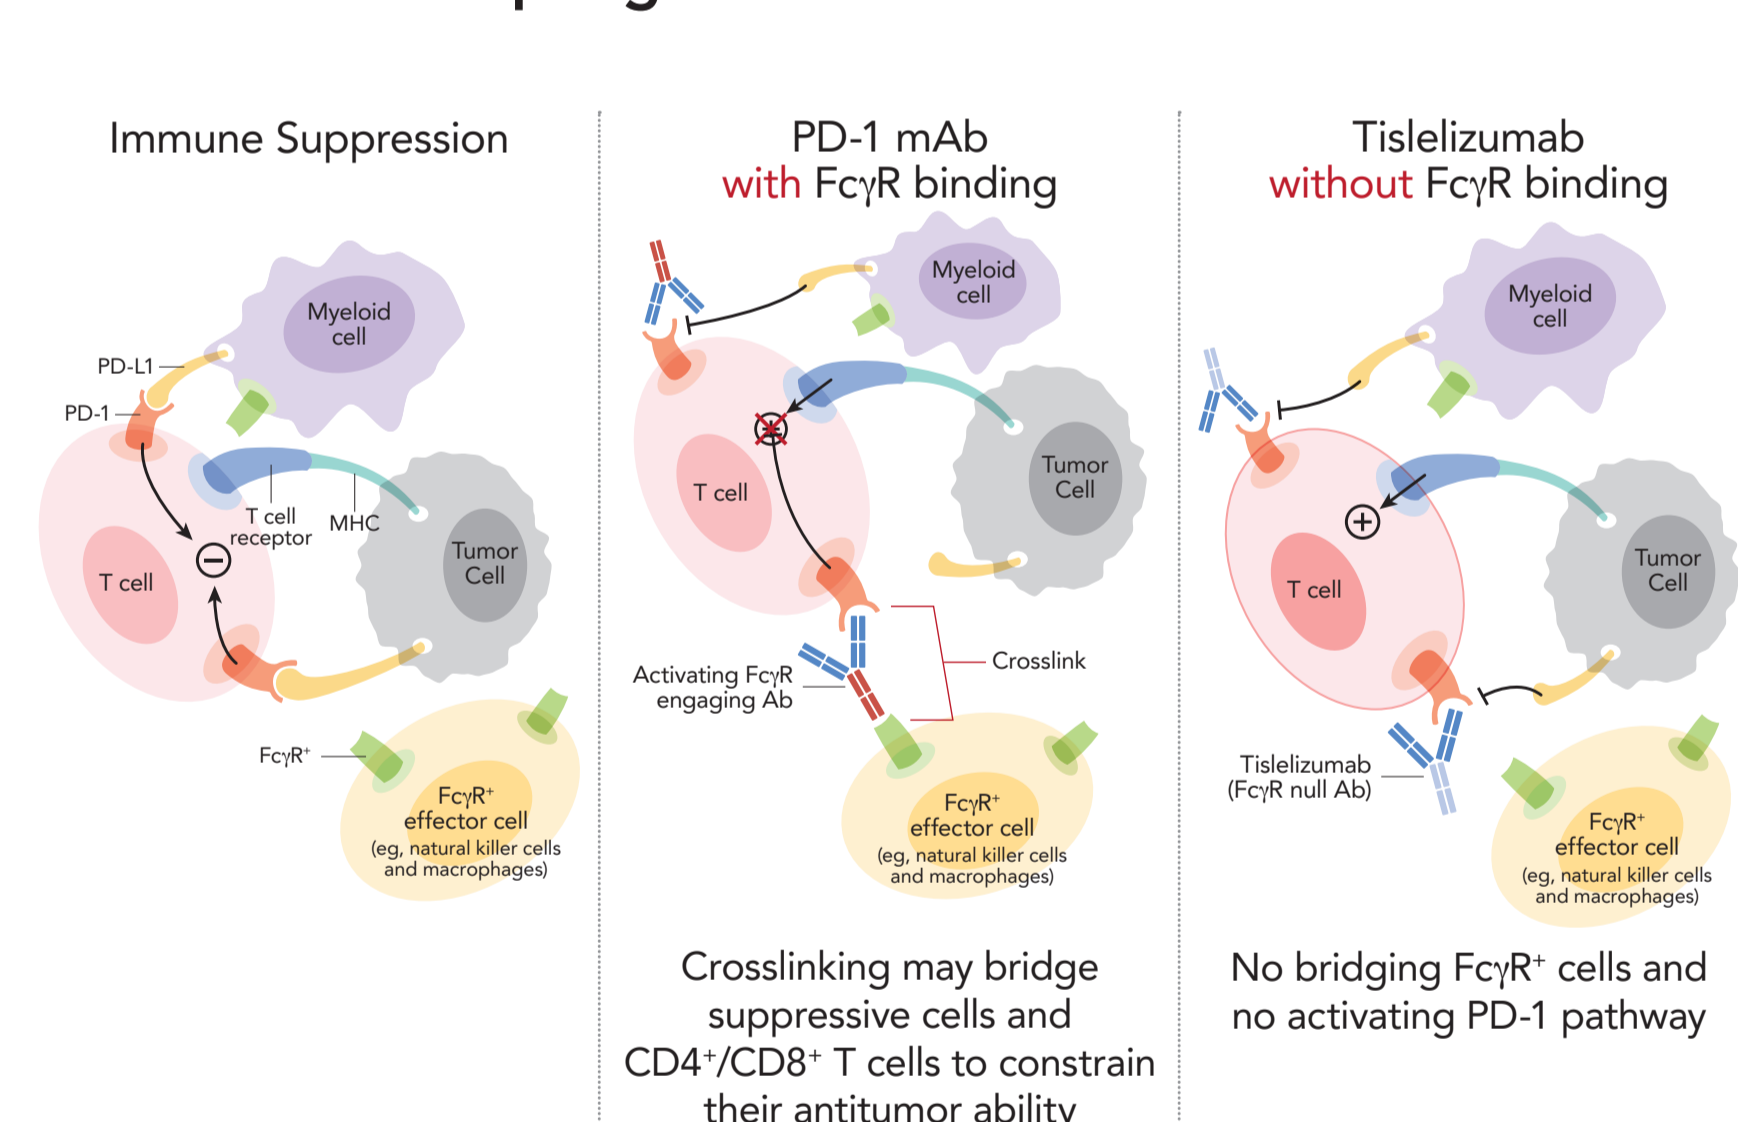 Immune Suppression
Myeloid
cell
PD-L1
PD-1
T cell
receptor
MHC
T cell
Tumor
Cell
FcγR⁺
FcγR⁺
effector cell
(eg, natural killer cells
and macrophages)
PD-1 mAb
with FcγR binding
Myeloid
cell
T cell
Tumor
Cell
Crosslink
Activating FcγR
engaging Ab
FcγR⁺
effector cell
(eg, natural killer cells
and macrophages)
Crosslinking may bridge
suppressive cells and
CD4⁺/CD8⁺ T cells to constrain
their antitumor ability
Tislelizumab
without FcγR binding
Myeloid
cell
T cell
Tumor
Cell
Tislelizumab
(FcγR null Ab)
FcγR⁺
effector cell
(eg, natural killer cells
and macrophages)
No bridging FcγR⁺ cells and
no activating PD-1 pathway